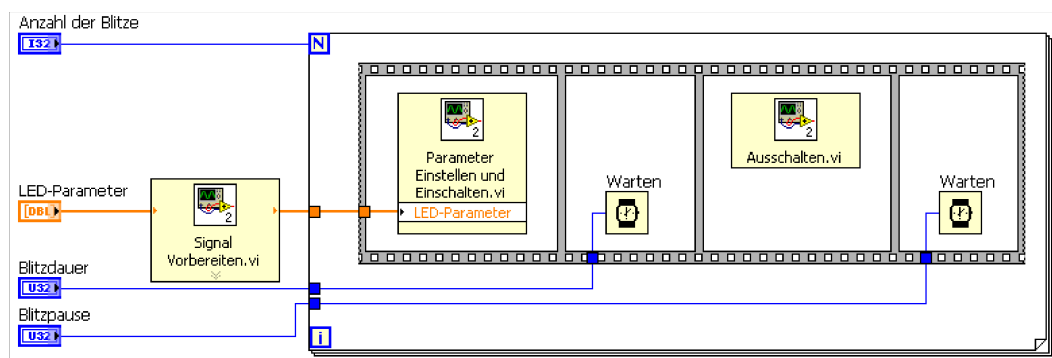 Anzahl der Blitze
I32
N
2
Parameter
Einstellen und
Einschalten.vi
LED-Parameter
Warten
2
Ausschalten.vi
Warten
LED-Parameter
[DBL]
2
Signal
Vorbereiten.vi
Blitzdauer
U32
Blitzpause
U32
i